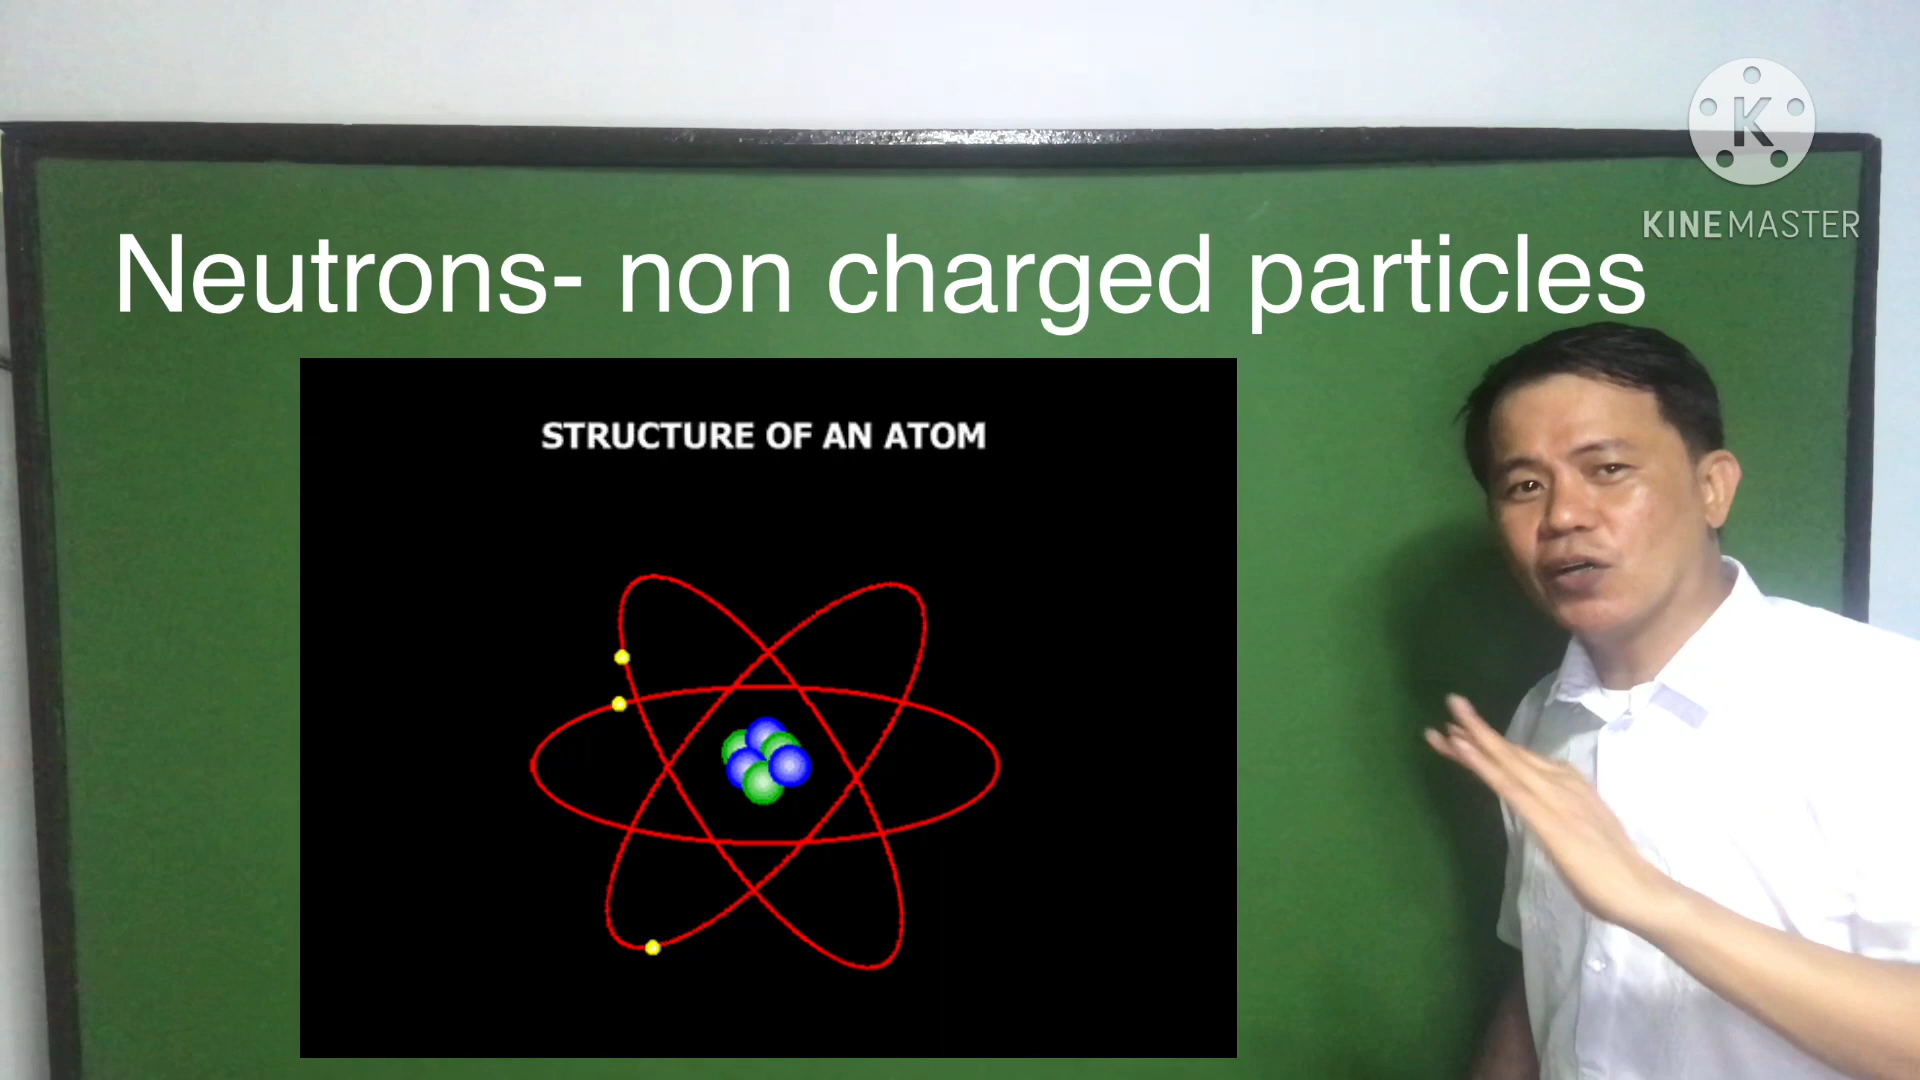 K
KINEMASTER
Neutrons- non charged particles
STRUCTURE OF AN ATOM